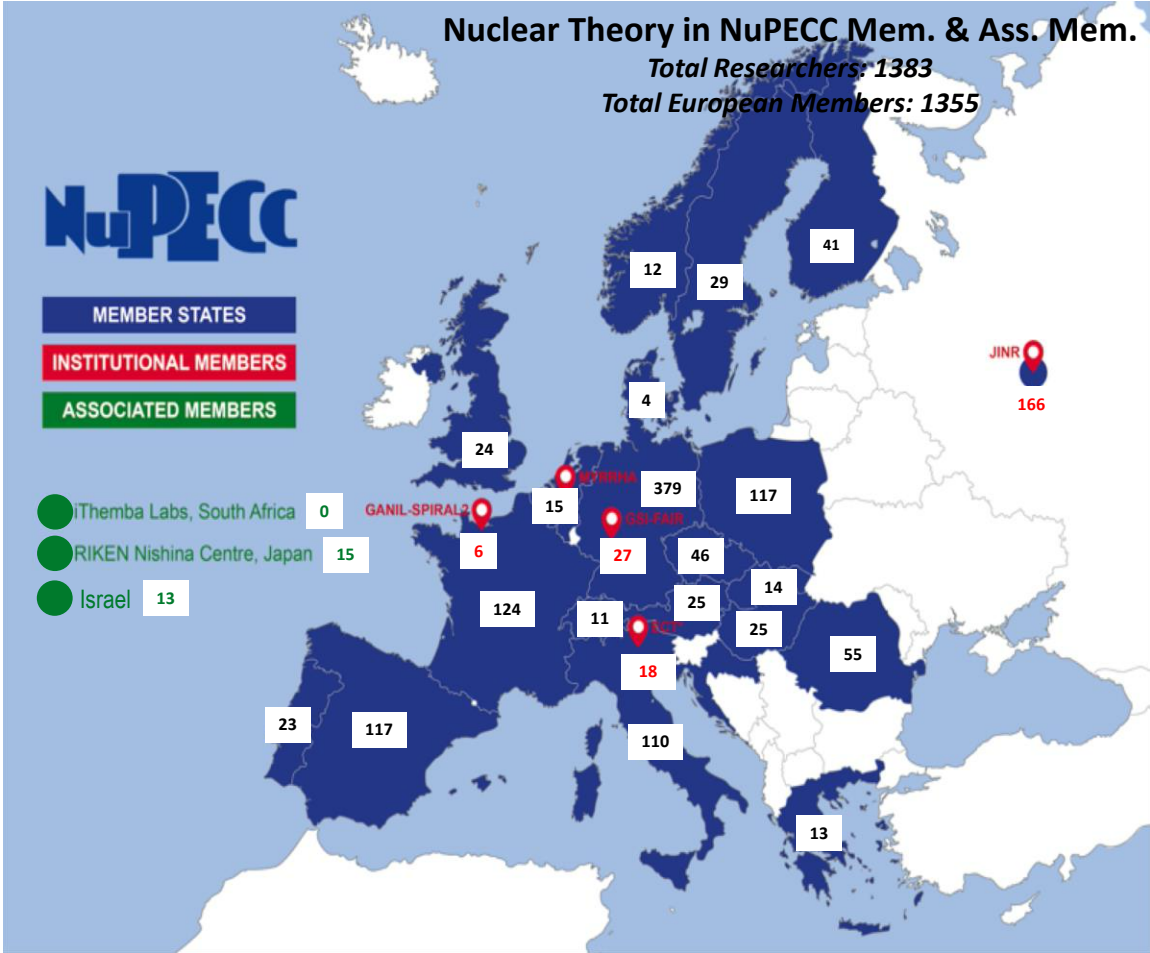 Nuclear Theory in NuPECC Mem. & Ass. Mem.
Total Researchers: 1383
Total European Members: 1355
NuPECC
MEMBER STATES
INSTITUTIONAL MEMBERS
ASSOCIATED MEMBERS
41
12
29
JINR
166
4
24
MYRRHA
379
117
15
GANIL-SPIRAL2
GSI-FAIR
iThemba Labs, South Africa 0
RIKEN Nishina Centre, Japan 15
Israel 13
6
27
46
14
124
25
11
ECT*
25
55
18
23
117
110
13